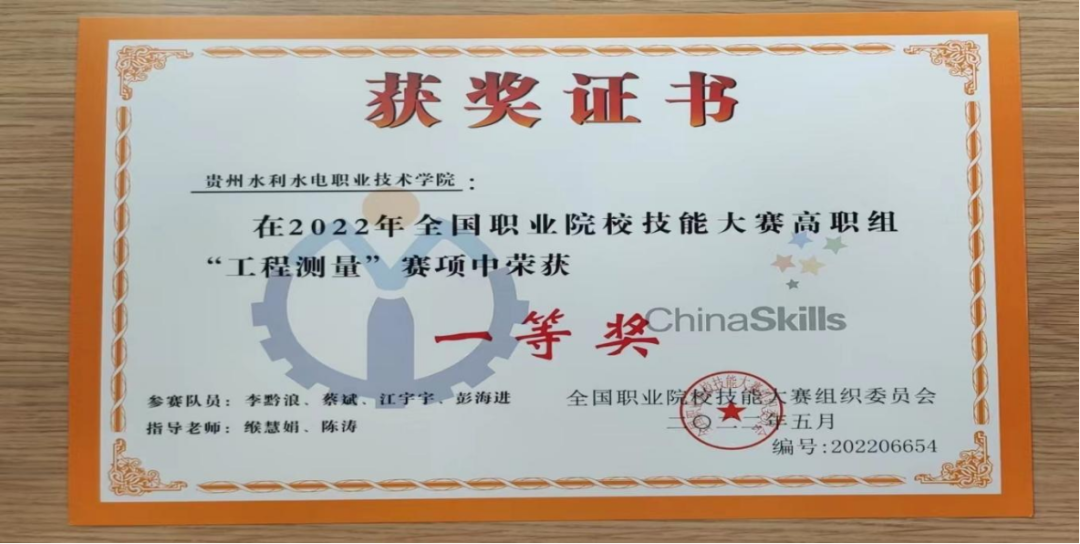 获奖证书
贵州水利水电职业技术学院：
在2022年全国职业院校技能大赛高职组
“工程测量”赛项中荣获
一等奖
ChinaSkills
参赛队员：李黔浪、蔡斌、江宇宇、彭海进
指导老师：缑慧娟、陈涛
全国职业院校技能大赛组织委员会
二〇二二年五月
编号:202206654